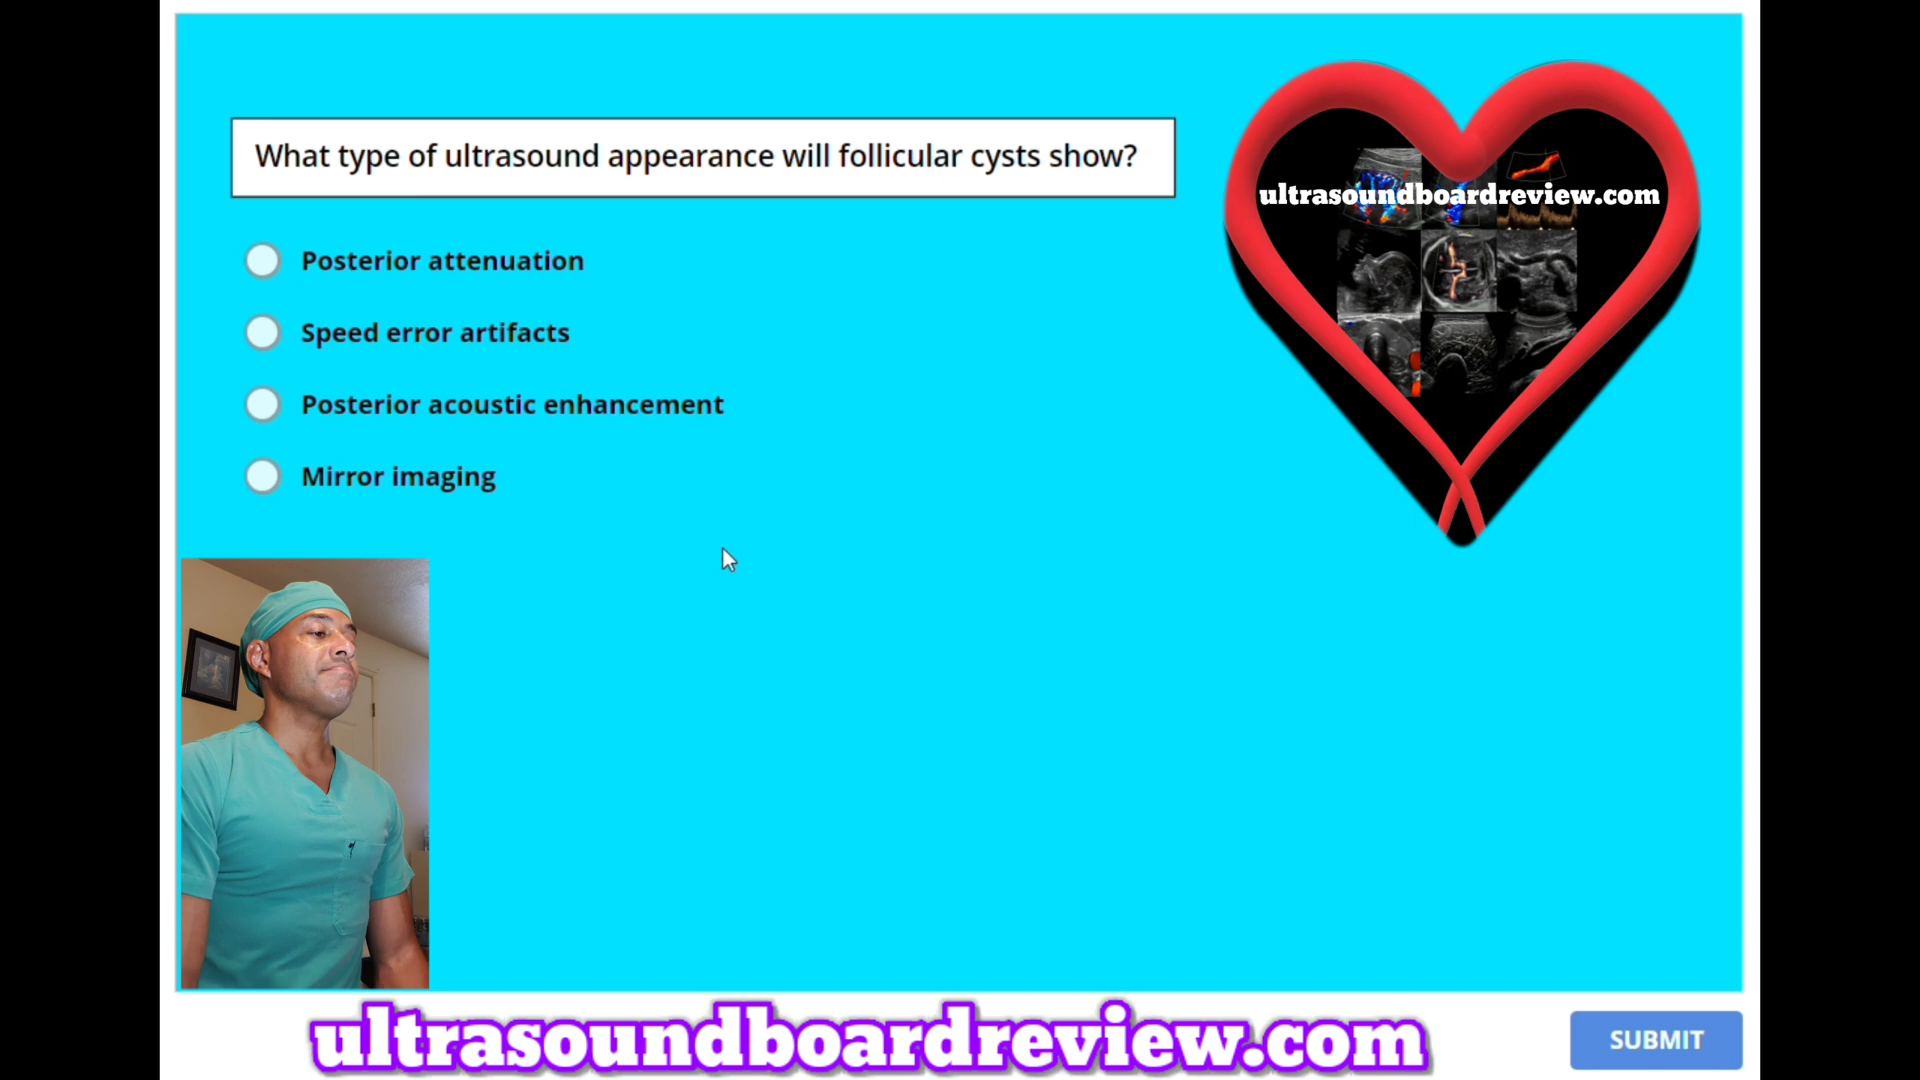 What type of ultrasound appearance will follicular cysts show?
ultrasoundboardreview.com
Posterior attenuation
Speed error artifacts
Posterior acoustic enhancement
Mirror imaging
ultrasoundboardreview.com
SUBMIT